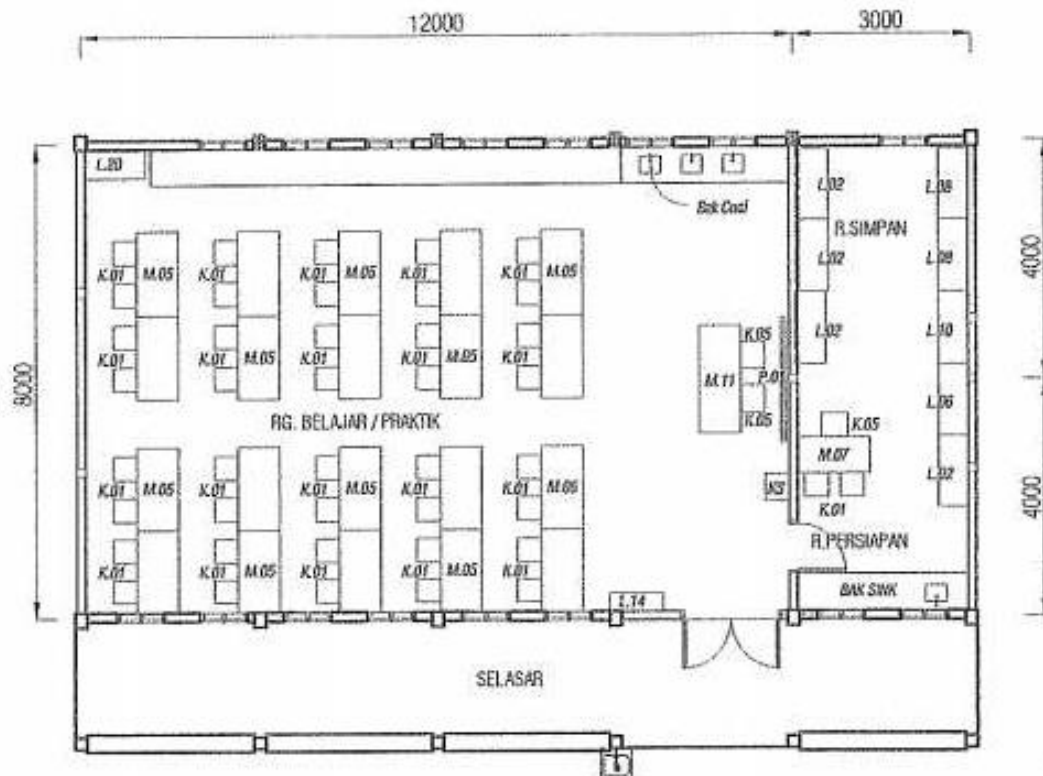 12000
3000
L.20
Bak Cuci
L.02
L.08
R.SIMPAN
K.01 M.05 K.01 K.01 M.05 K.01 K.01 M.05
L.02
L.08
4000
K.01 K.01 M.05 K.01 K.01 M.05 K.01
K.05
M.11
P.01
K.05
L.02
L.10
8000
RG. BELAJAR / PRAKTIK
L.06
K.05
M.07
K.01 M.05 K.01 K.01 M.05 K.01 K.01
K.01
L.02
4000
R.PERSIAPAN
K.01 K.01 M.05 K.01 K.01 M.05 K.01
L.14
BAK SINK
SELASAR